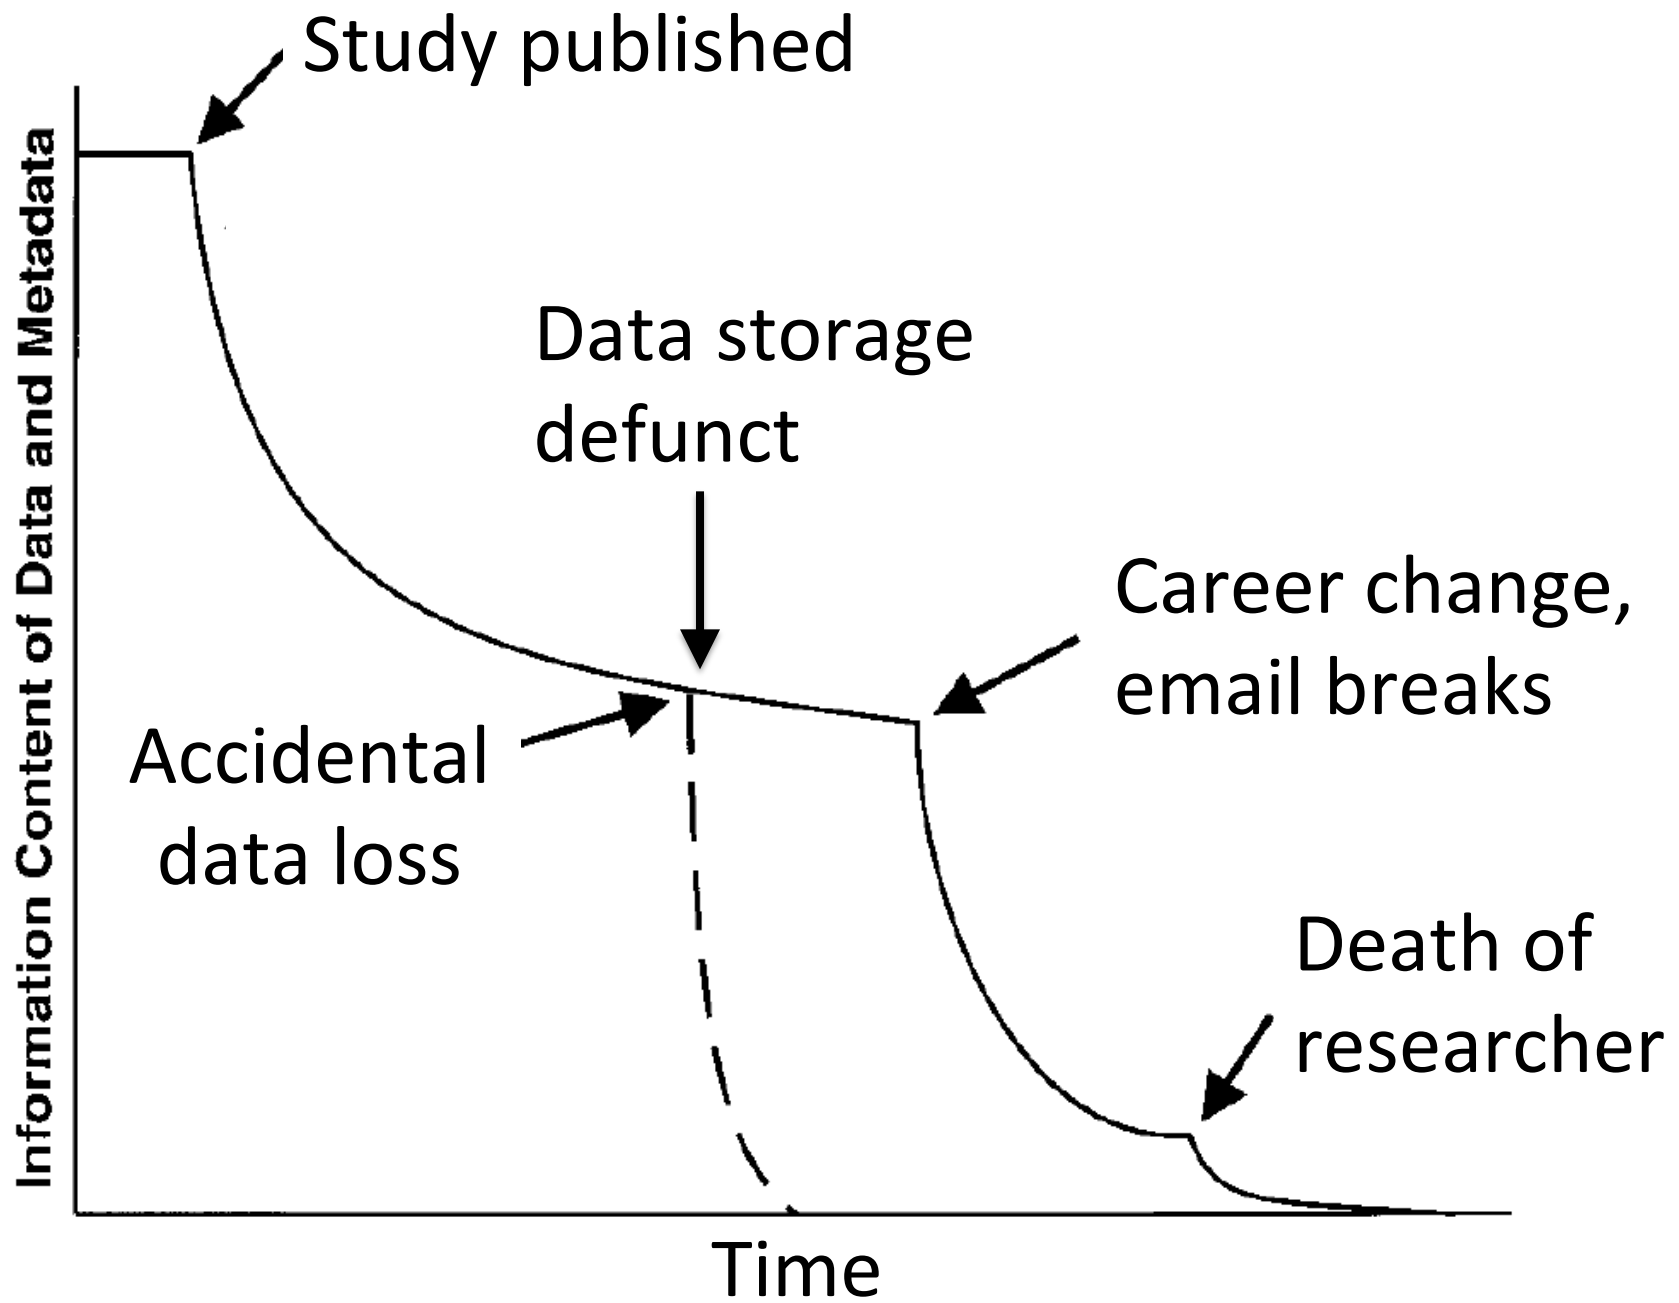 Study published
Information Content of Data and Metadata
Data storage
defunct
Career change,
email breaks
Accidental
data loss
Death of
researcher
Time